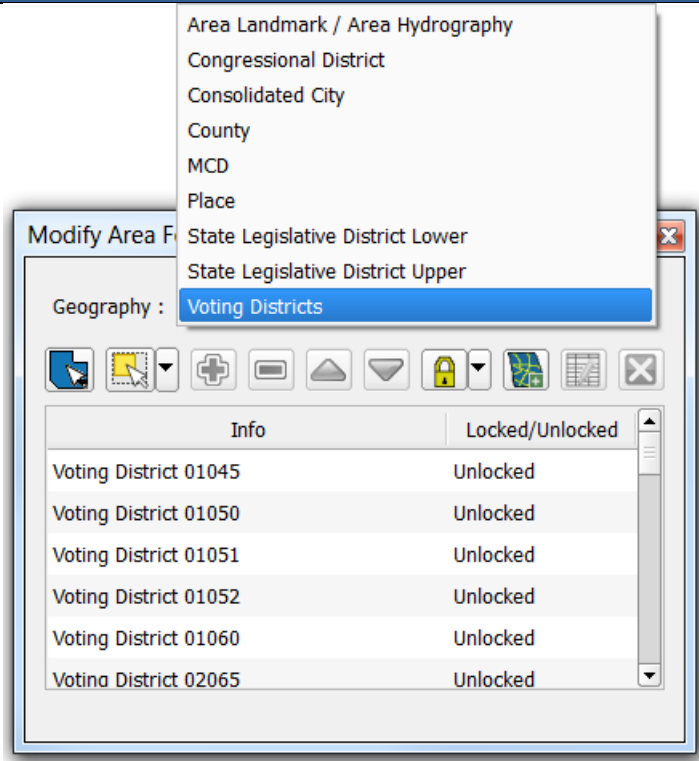 Area Landmark / Area Hydrography
Congressional District
Consolidated City
County
MCD
Place
State Legislative District Lower
State Legislative District Upper
Voting Districts
Modify Area F
Geography :
Info Locked/Unlocked
Voting District 01045 Unlocked
Voting District 01050 Unlocked
Voting District 01051 Unlocked
Voting District 01052 Unlocked
Voting District 01060 Unlocked
Voting District 02065 Unlocked